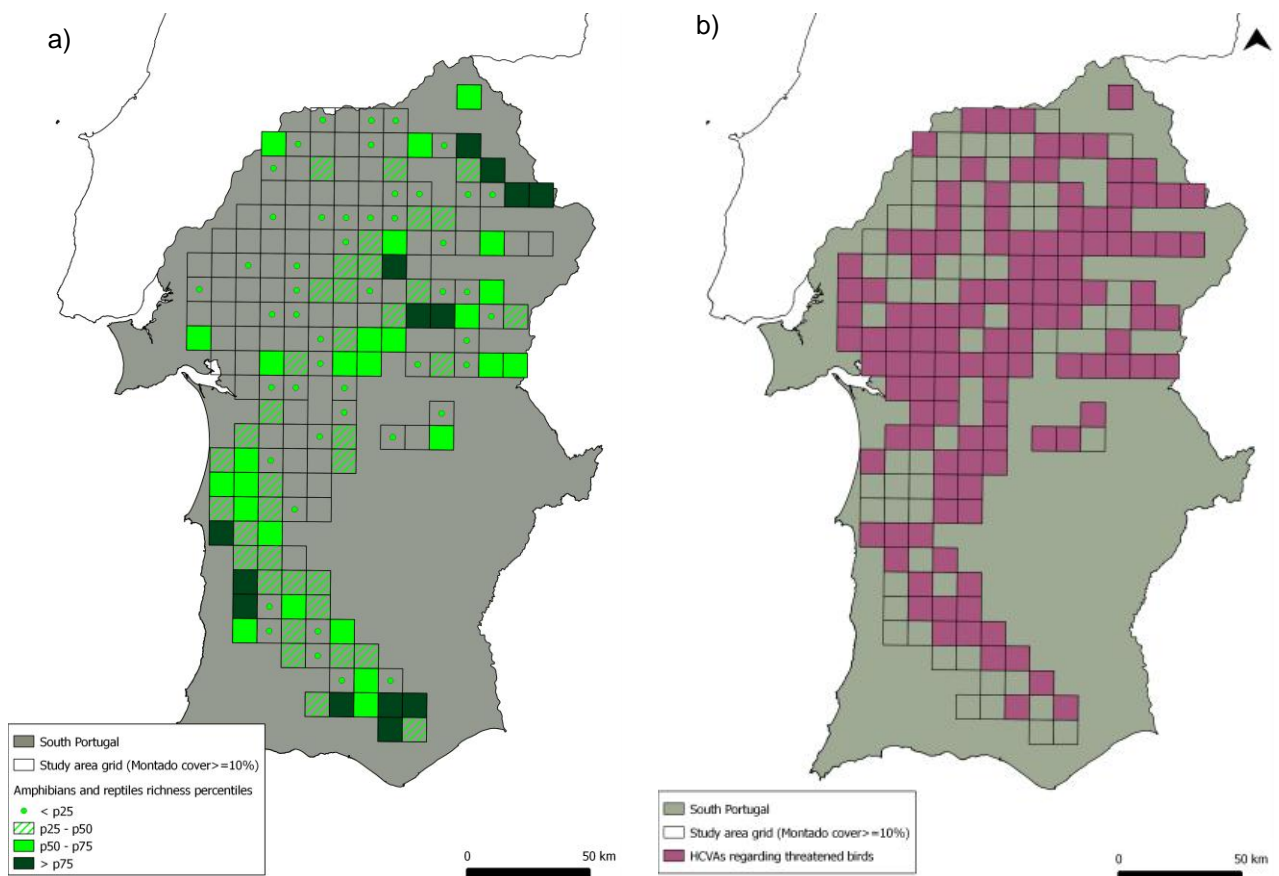 a)
South Portugal
Study area grid (Montado cover>=10%)
Amphibians and reptiles richness percentiles
< p25
p25 - p50
p50 - p75
> p75
0 50 km
b)
South Portugal
Study area grid (Montado cover>=10%)
HCVAs regarding threatened birds
0 50 km